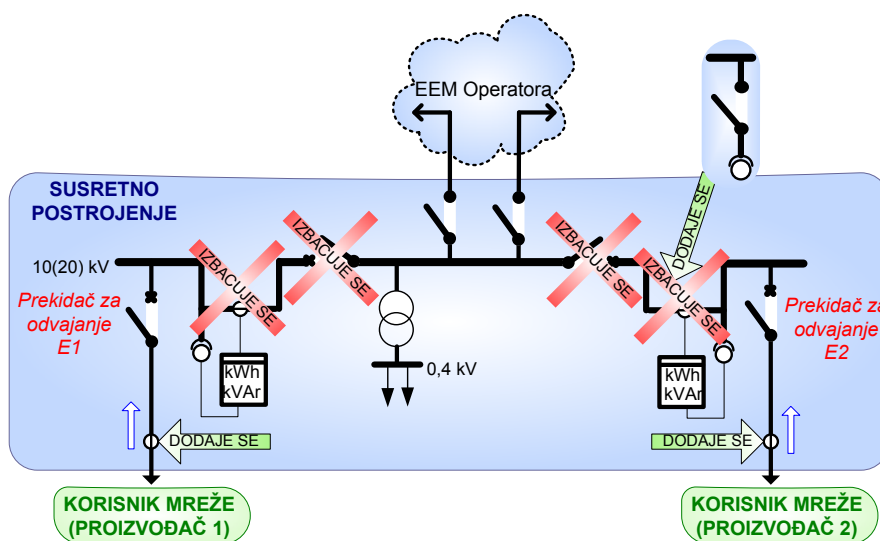 EEM Operatora
SUSRETNO
POSTROJENJE
DODAJE SE
IZBACUJE SE
IZBACUJE SE
IZBACUJE SE
IZBACUJE SE
10(20) kV
Prekidač za
odvajanje
E1
Prekidač za
odvajanje
E2
kWh
kVAr
0,4 kV
kWh
kVAr
DODAJE SE
DODAJE SE
KORISNIK MREŽE
(PROIZVOĐAČ 1)
KORISNIK MREŽE
(PROIZVOĐAČ 2)